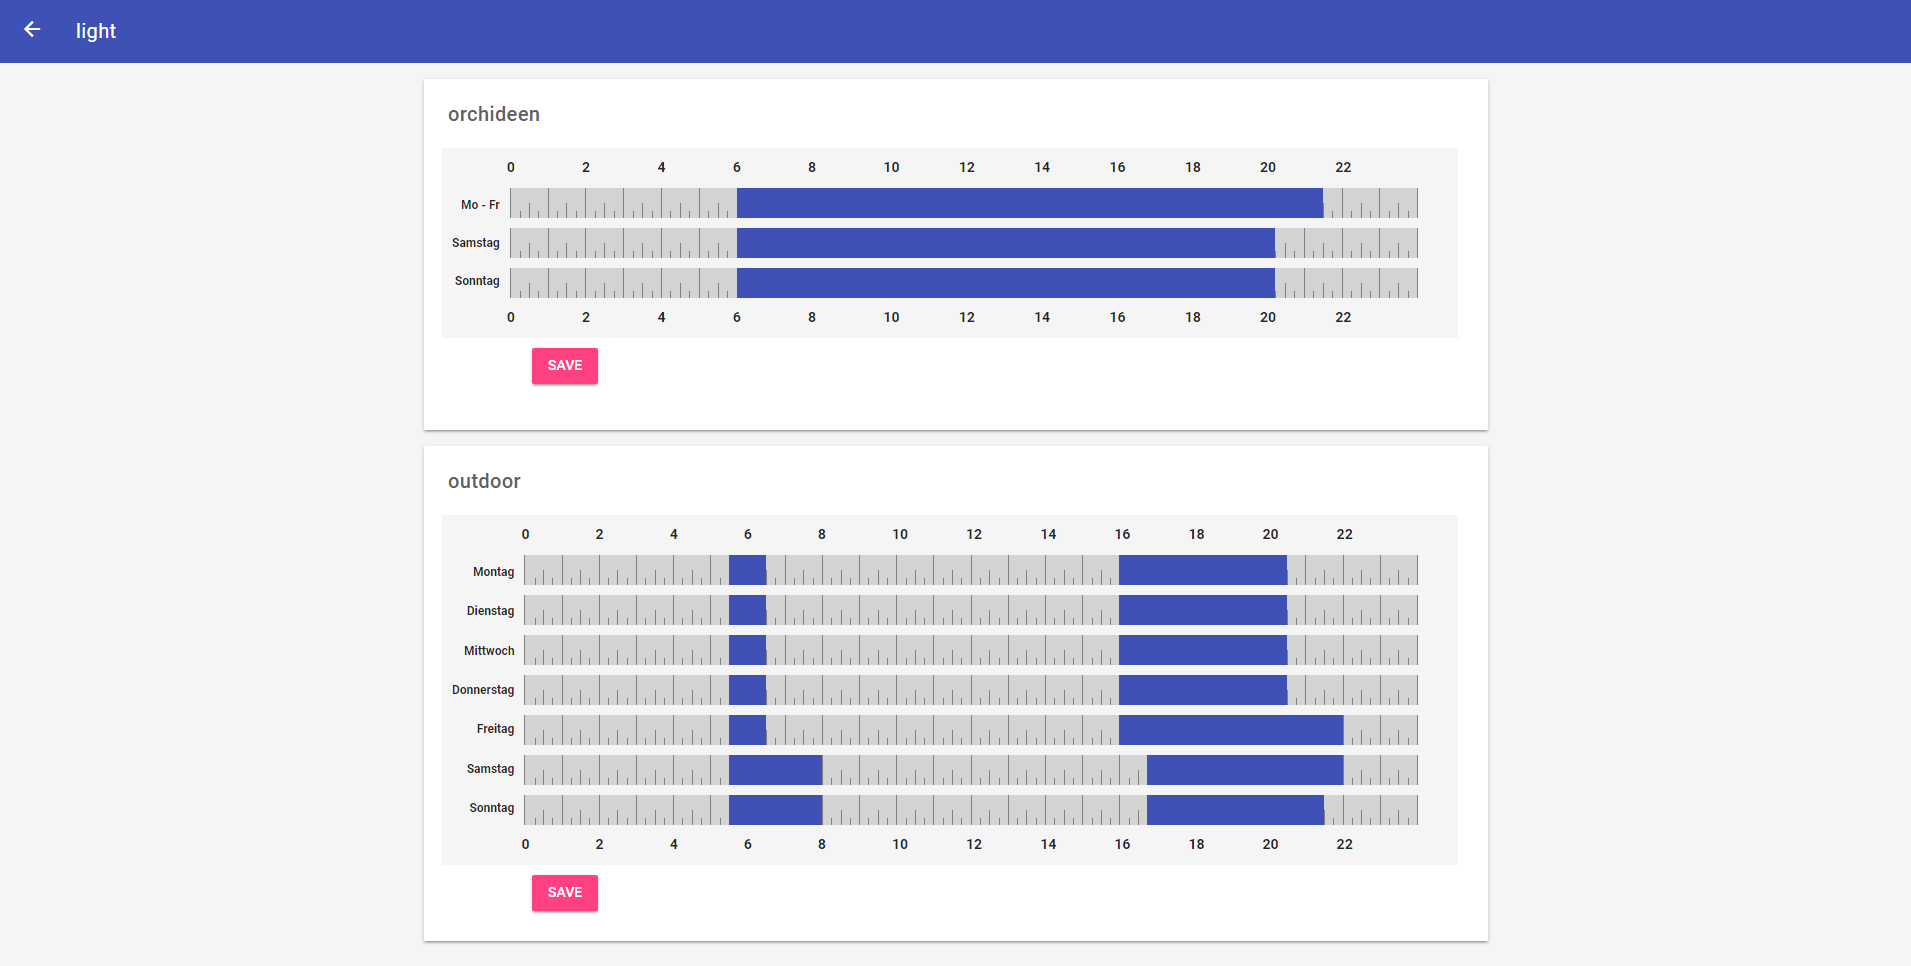 light
orchideen
0 2 4 6 8 10 12 14 16 18 20 22
Mo - Fr
Samstag
Sonntag
0 2 4 6 8 10 12 14 16 18 20 22
SAVE
outdoor
0 2 4 6 8 10 12 14 16 18 20 22
Montag
Dienstag
Mittwoch
Donnerstag
Freitag
Samstag
Sonntag
0 2 4 6 8 10 12 14 16 18 20 22
SAVE